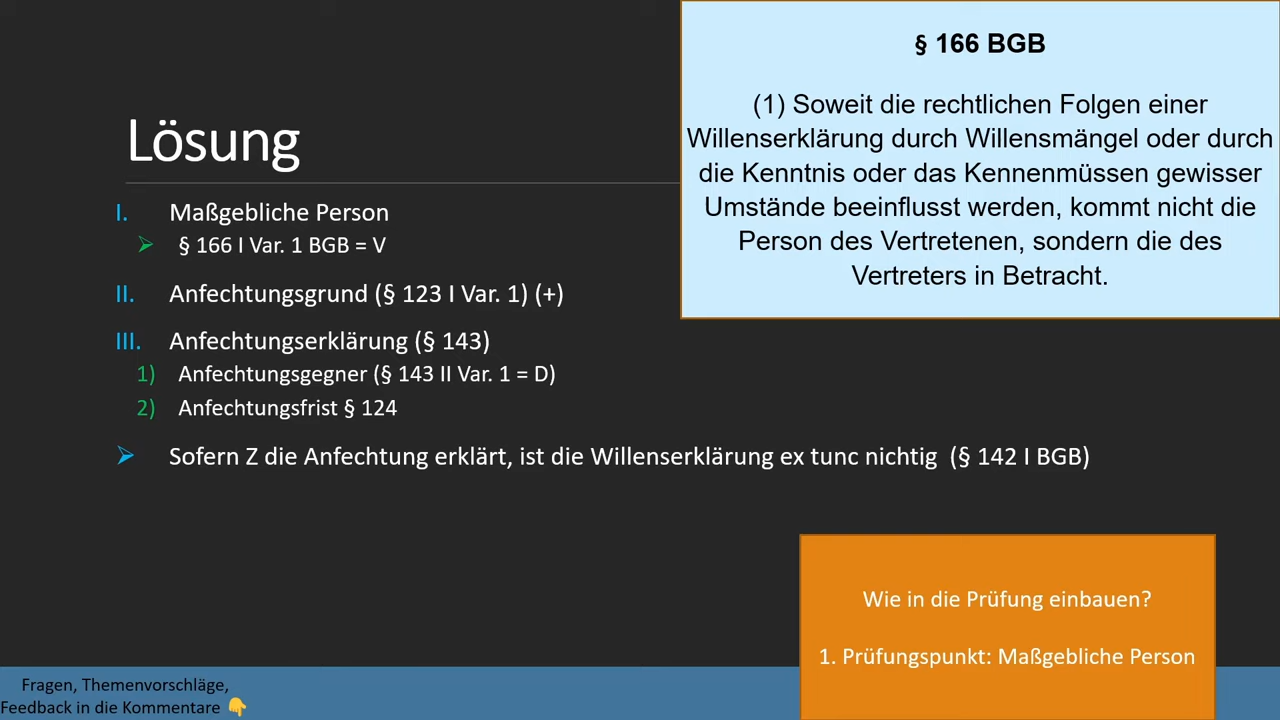 Lösung
I. Maßgebliche Person
§ 166 I Var. 1 BGB = V
II. Anfechtungsgrund (§ 123 I Var. 1) (+)
III. Anfechtungserklärung (§ 143)
1) Anfechtungsgegner (§ 143 II Var. 1 = D)
2) Anfechtungsfrist § 124
Sofern Z die Anfechtung erklärt, ist die Willenserklärung ex tunc nichtig (§ 142 I BGB)
§ 166 BGB
(1) Soweit die rechtlichen Folgen einer
Willenserklärung durch Willensmängel oder durch
die Kenntnis oder das Kennenmüssen gewisser
Umstände beeinflusst werden, kommt nicht die
Person des Vertretenen, sondern die des
Vertreters in Betracht.
Wie in die Prüfung einbauen?
1. Prüfungspunkt: Maßgebliche Person
Fragen, Themenvorschläge,
Feedback in die Kommentare 👇